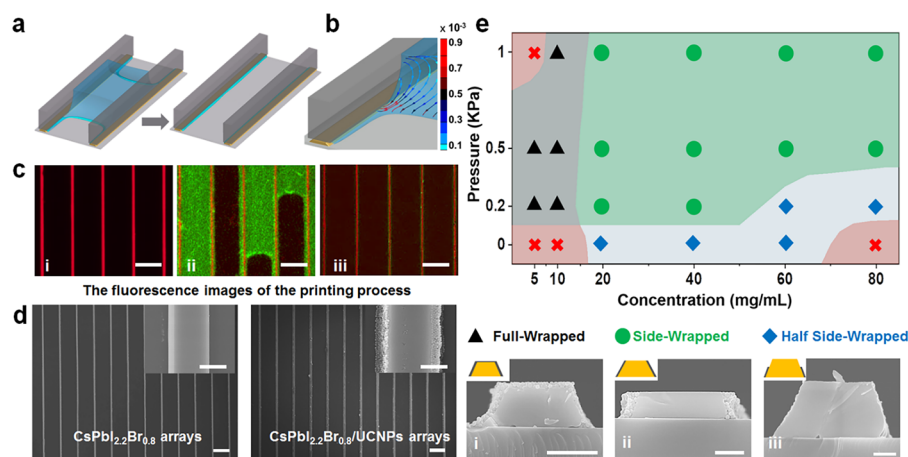 a
b
x 10⁻³
0.9
0.7
0.5
0.3
0.1
c
i
ii
iii
The fluorescence images of the printing process
d
CsPbI₂.₂Br₀.₈ arrays
CsPbI₂.₂Br₀.₈/UCNPs arrays
e
Pressure (KPa)
1
0.5
0.2
0
5 10 20 40 60 80
Concentration (mg/mL)
Full-Wrapped
Side-Wrapped
Half Side-Wrapped
i
ii
iii